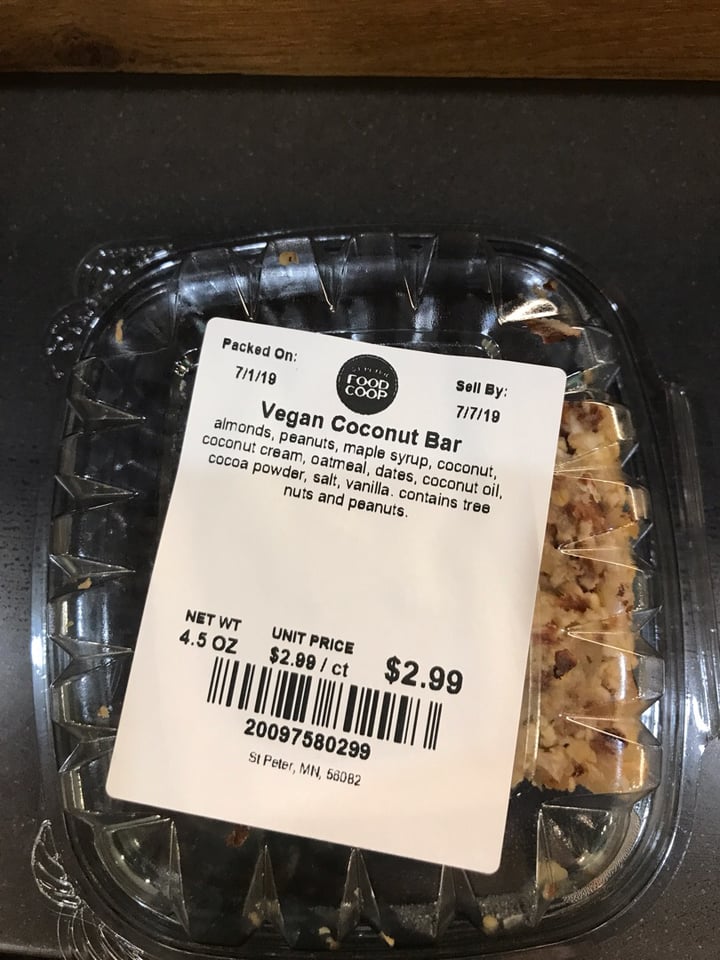 Packed On:
7/1/19
FOOD
COOP
Sell By:
7/7/19
Vegan Coconut Bar
almonds, peanuts, maple syrup, coconut,
coconut cream, oatmeal, dates, coconut oil,
cocoa powder, salt, vanilla. contains tree
nuts and peanuts.
NET WT
4.5 OZ
UNIT PRICE
$2.99 / ct
$2.99
20097580299
St Peter, MN, 56082